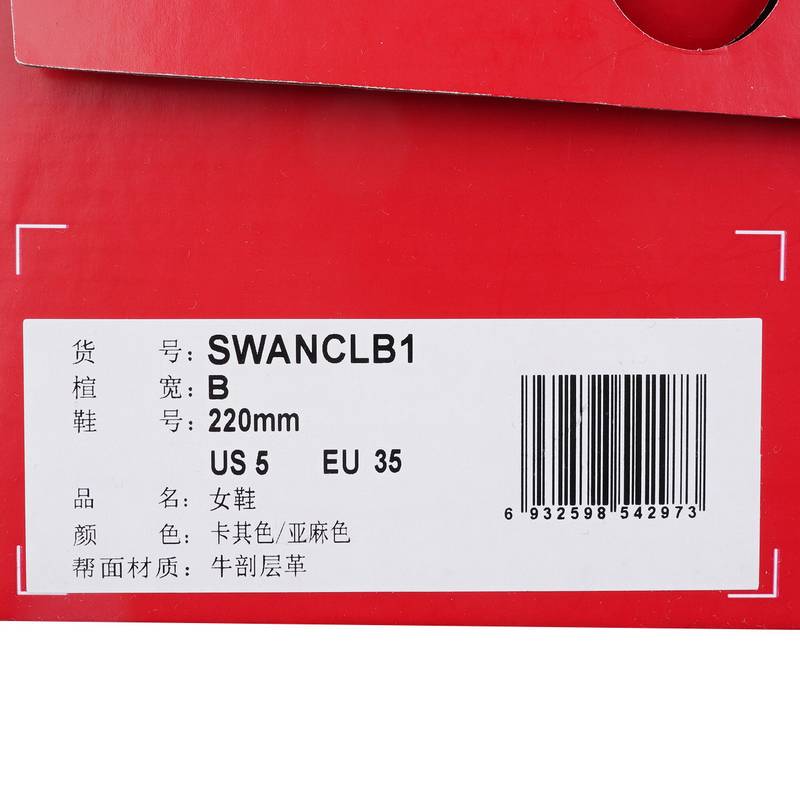 货 号：SWANCLB1
楦 宽：B
鞋 号：220mm
US 5 EU 35
品 名：女鞋
颜 色：卡其色/亚麻色
帮面材质：牛剖层革
6 932598 542973